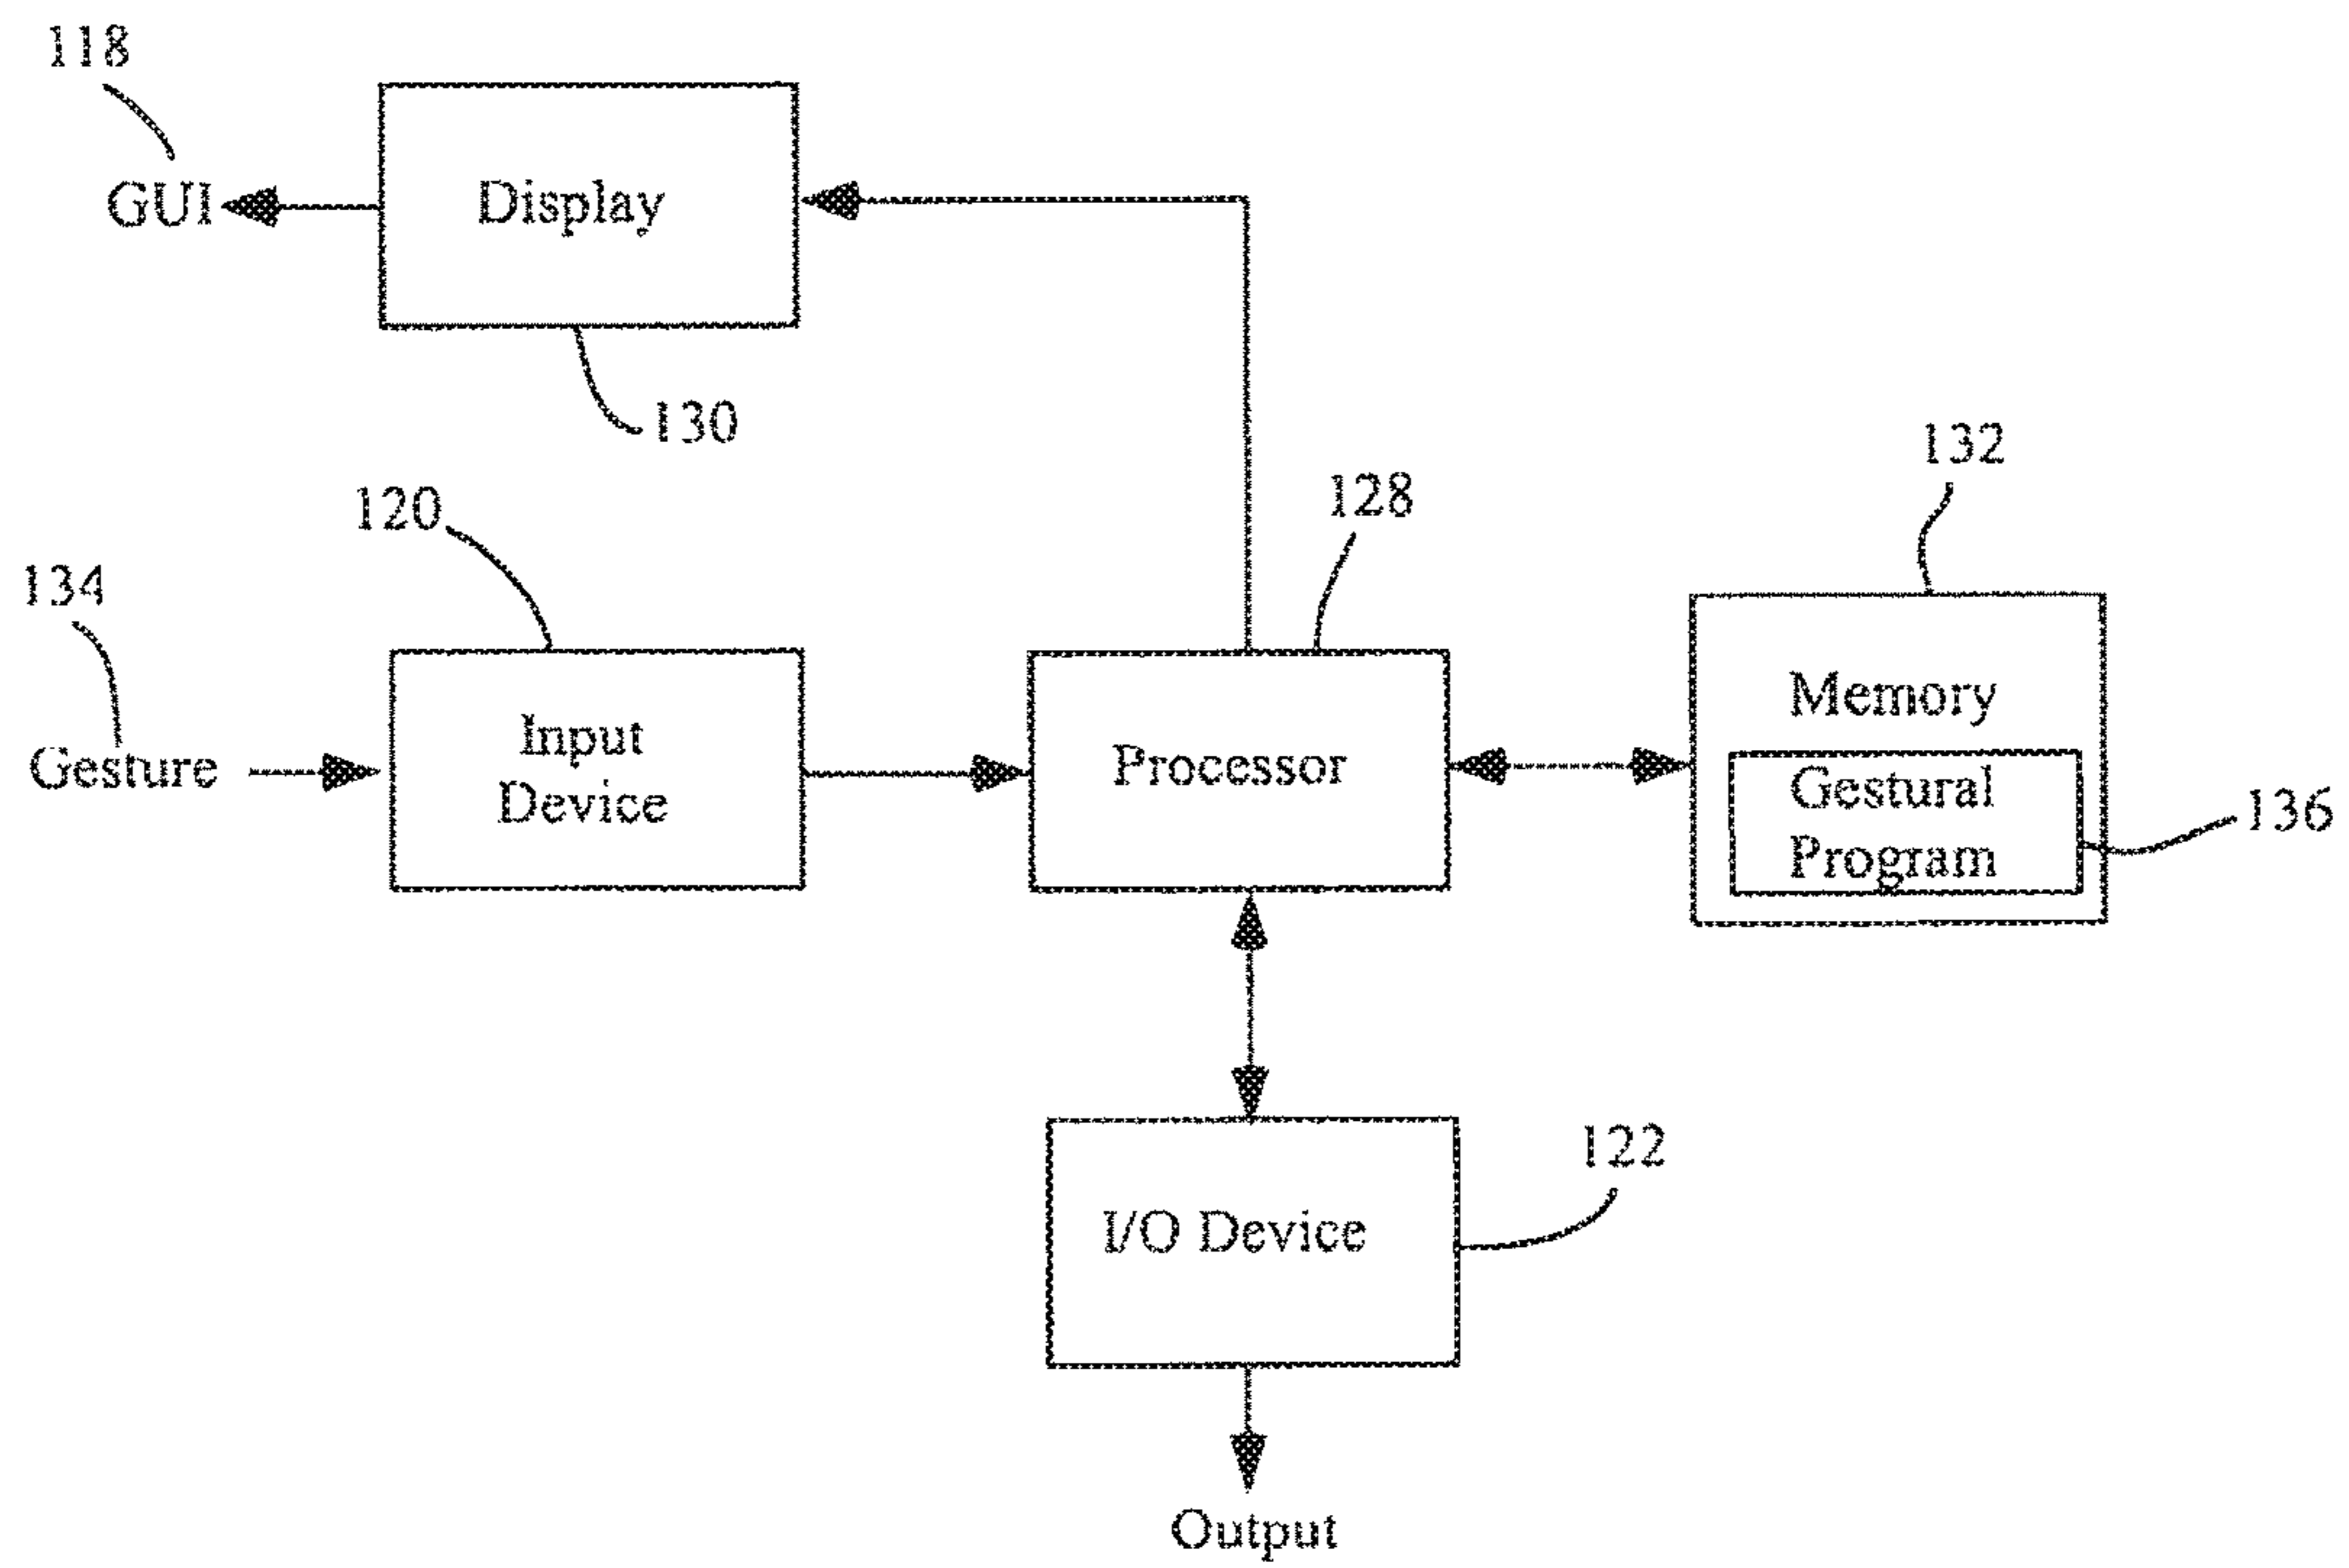 118
GUI
Display
130
120
128
132
134
Gesture
Input
Device
Processor
Memory
Gestural
Program
136
I/O Device
122
Output